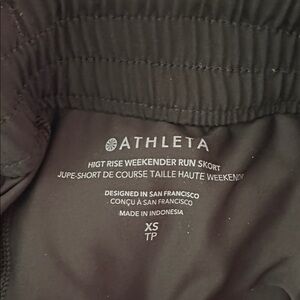 ATHLETA
HIGT RISE WEEKENDER RUN SKORT
JUPE-SHORT DE COURSE TAILLE HAUTE WEEKENDER
DESIGNED IN SAN FRANCISCO
CONÇU À SAN FRANCISCO
MADE IN INDONESIA
XS
TP